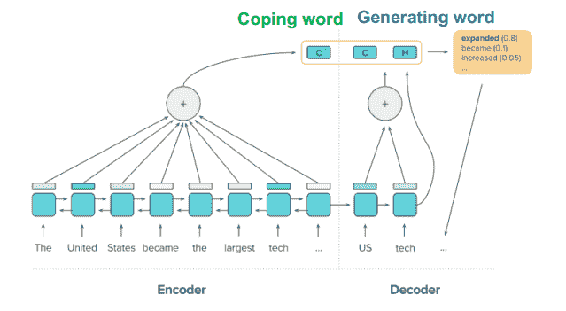 Coping word Generating word
C C H
expanded (0.8)
became (0.1)
increased (0.05)
...
+ +
The United States became the largest tech ... US tech ...
Encoder Decoder